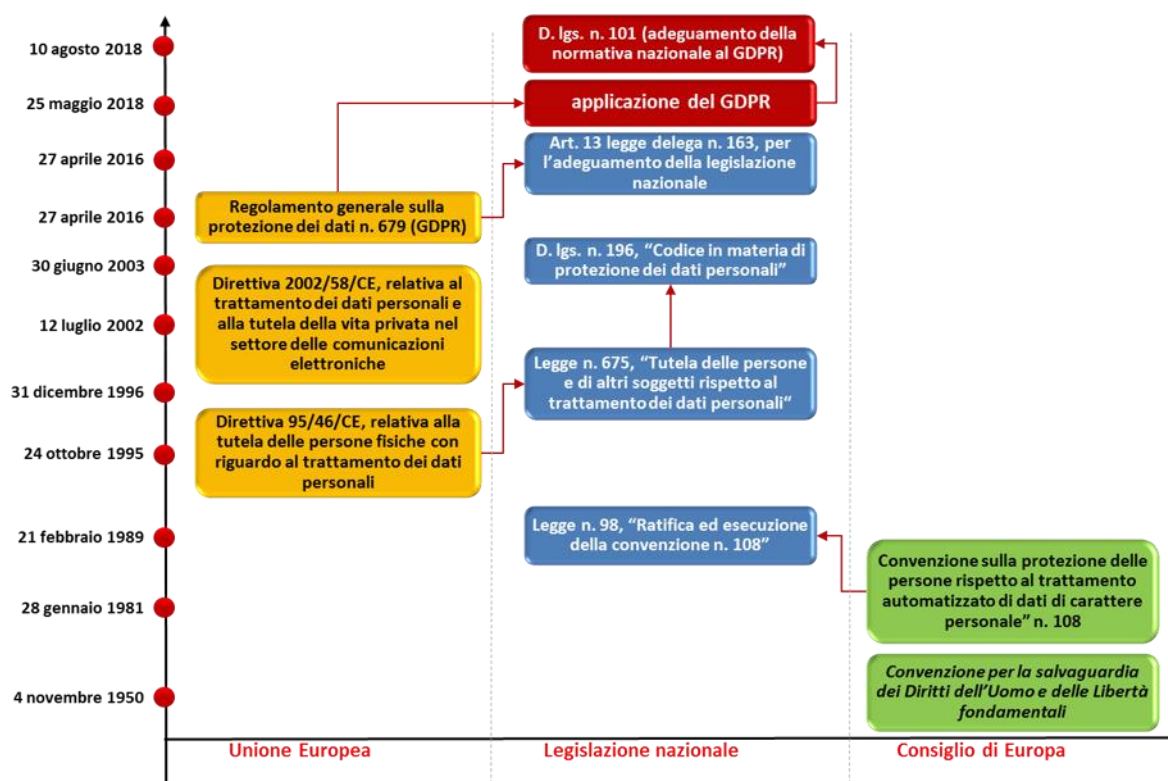 10 agosto 2018
25 maggio 2018
27 aprile 2016
27 aprile 2016
30 giugno 2003
12 luglio 2002
31 dicembre 1996
24 ottobre 1995
21 febbraio 1989
28 gennaio 1981
4 novembre 1950
Regolamento generale sulla
protezione dei dati n. 679 (GDPR)
Direttiva 2002/58/CE, relativa al
trattamento dei dati personali e
alla tutela della vita privata nel
settore delle comunicazioni
elettroniche
Direttiva 95/46/CE, relativa alla
tutela delle persone fisiche con
riguardo al trattamento dei dati
personali
D. lgs. n. 101 (adeguamento della
normativa nazionale al GDPR)
applicazione del GDPR
Art. 13 legge delega n. 163, per
l’adeguamento della legislazione
nazionale
D. lgs. n. 196, “Codice in materia di
protezione dei dati personali”
Legge n. 675, “Tutela delle persone
e di altri soggetti rispetto al
trattamento dei dati personali“
Legge n. 98, “Ratifica ed esecuzione
della convenzione n. 108”
Convenzione sulla protezione delle
persone rispetto al trattamento
automatizzato di dati di carattere
personale” n. 108
Convenzione per la salvaguardia
dei Diritti dell’Uomo e delle Libertà
fondamentali
Unione Europea
Legislazione nazionale
Consiglio di Europa